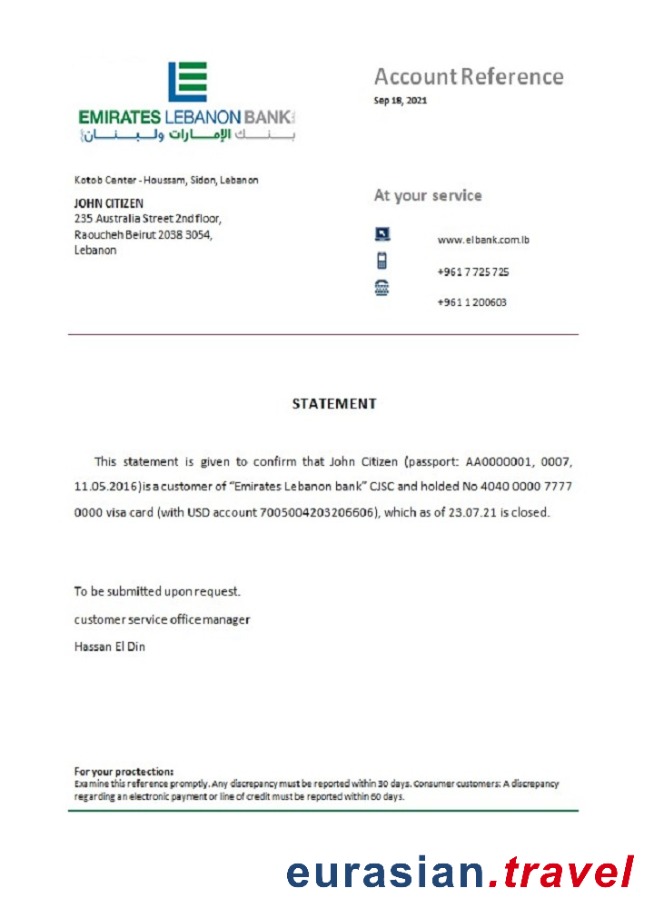 Account Reference
Sep 18, 2021
EMIRATES LEBANON BANK
بنك الإمارات ولبنان
Kotob Center - Houssam, Sidon, Lebanon
JOHN CITIZEN
235 Australia Street 2nd floor,
Raoucheh Beirut 2038 3054,
Lebanon
At your service
www.elbank.com.lb
+961 7 725 725
+961 1 200603
STATEMENT
This statement is given to confirm that John Citizen (passport: AA0000001, 0007,
11.05.2016)is a customer of “Emirates Lebanon bank” CJSC and holded No 4040 0000 7777
0000 visa card (with USD account 7005004203206606), which as of 23.07.21 is closed.
To be submitted upon request.
customer service office manager
Hassan El Din
For your proctection:
Examine this reference promptly. Any discrepancy must be reported within 30 days. Consumer customers: A discrepancy
regarding an electronic payment or line of credit must be reported within 60 days.
eurasian.travel